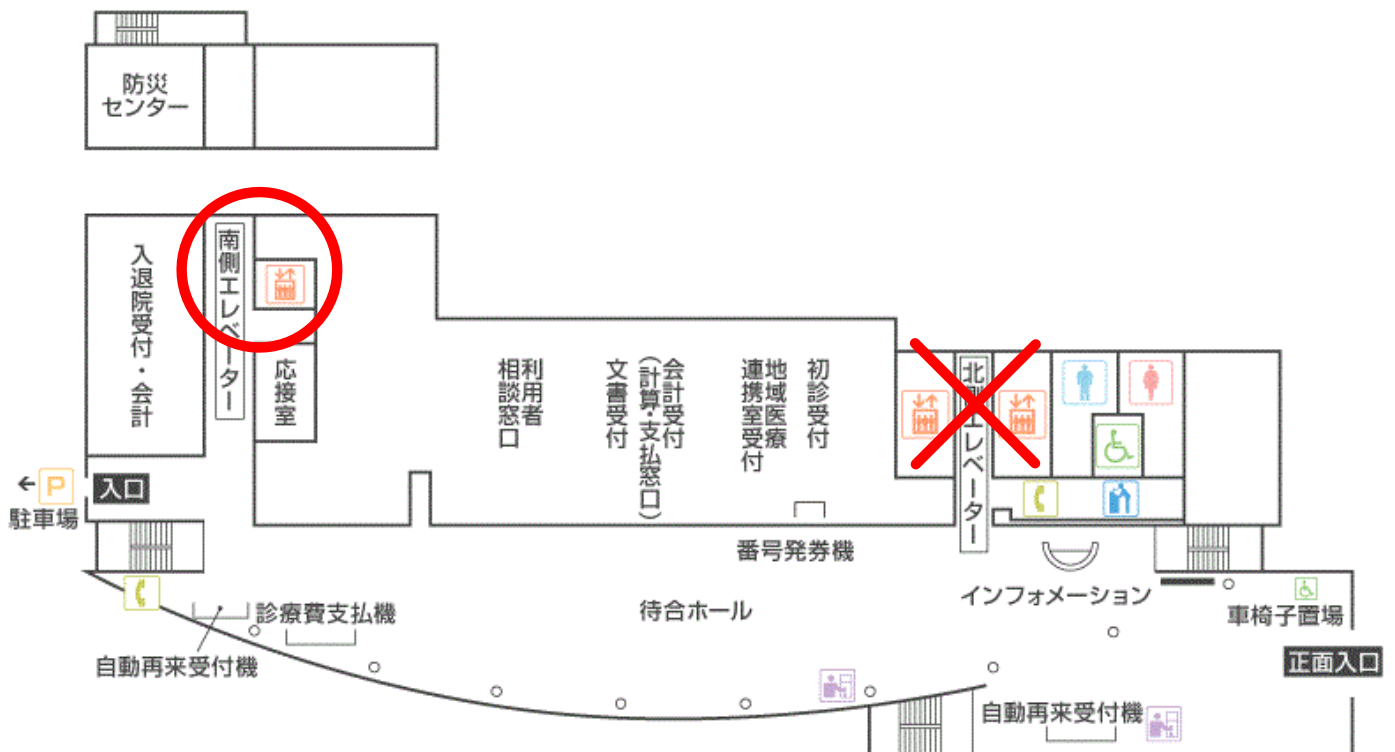 防災
センター
入退院受付・会計
南側エレベーター
応接室
利用者
相談窓口
会計受付
(計算・支払窓口)
文書受付
地域医療
連携室受付
初診受付
北側エレベーター
←P
駐車場
入口
番号発券機
インフォメーション
待合ホール
診療費支払機
自動再来受付機
車椅子置場
正面入口
自動再来受付機